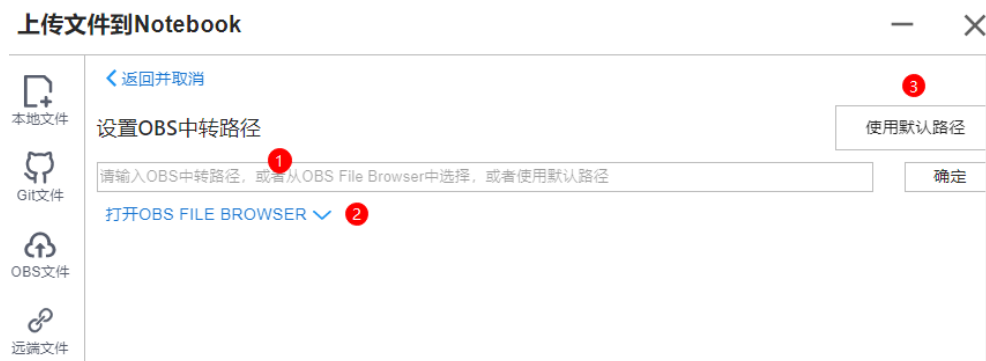 上传文件到Notebook
返回并取消
3
本地文件
设置OBS中转路径
使用默认路径
1
请输入OBS中转路径，或者从OBS File Browser中选择，或者使用默认路径
确定
Git文件
打开OBS FILE BROWSER
2
OBS文件
远端文件